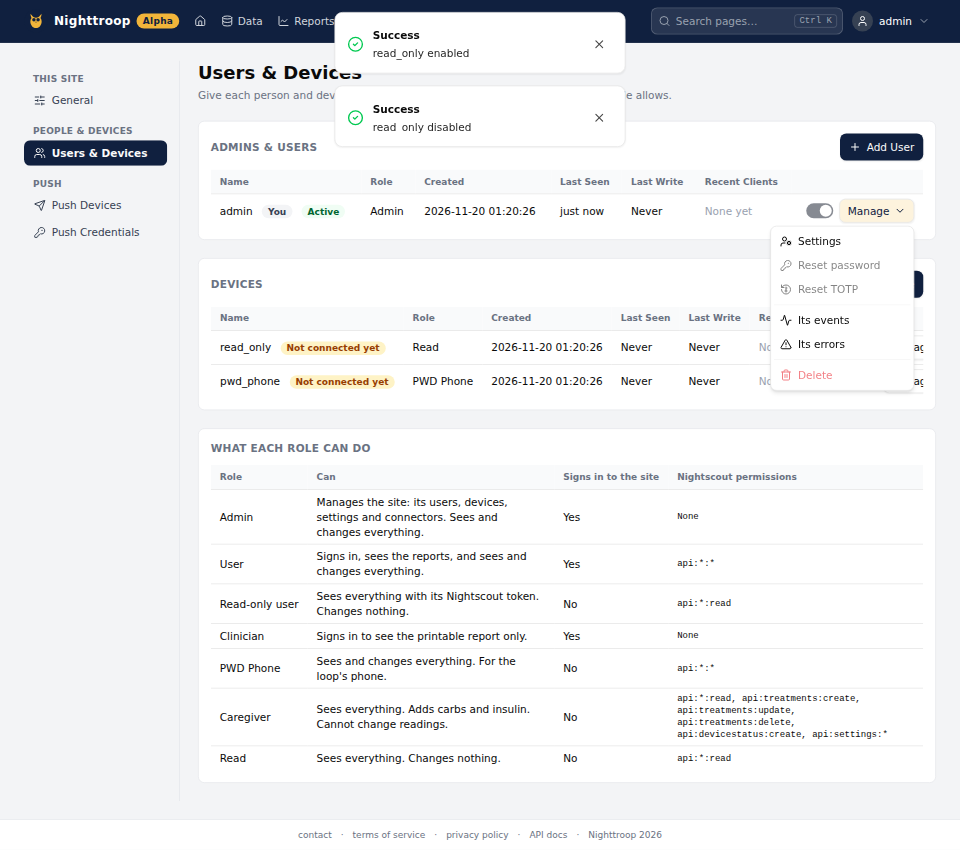 Nighttroop Alpha Data Reports Search pages... Ctrl K admin
Success
read_only enabled
Success
read_only disabled
THIS SITE
General
PEOPLE & DEVICES
Users & Devices
PUSH
Push Devices
Push Credentials
Users & Devices
Give each person and e allows.
ADMINS & USERS
Add User
Name Role Created Last Seen Last Write Recent Clients
admin You Active Admin 2026-11-20 01:20:26 just now Never None yet Manage
Settings
Reset password
Reset TOTP
Its events
Its errors
Delete
DEVICES
Name Role Created Last Seen Last Write
read_only Not connected yet Read 2026-11-20 01:20:26 Never Never
pwd_phone Not connected yet PWD Phone 2026-11-20 01:20:26 Never Never
WHAT EACH ROLE CAN DO
Role Can Signs in to the site Nightscout permissions
Admin Manages the site: its users, devices, settings and connectors. Sees and changes everything. Yes None
User Signs in, sees the reports, and sees and changes everything. Yes api:*:*
Read-only user Sees everything with its Nightscout token. Changes nothing. No api:*:read
Clinician Signs in to see the printable report only. Yes None
PWD Phone Sees and changes everything. For the loop's phone. No api:*:*
Caregiver Sees everything. Adds carbs and insulin. Cannot change readings. No api:*:read, api:treatments:create, api:treatments:update, api:treatments:delete, api:devicestatus:create, api:settings:*
Read Sees everything. Changes nothing. No api:*:read
contact · terms of service · privacy policy · API docs · Nighttroop 2026